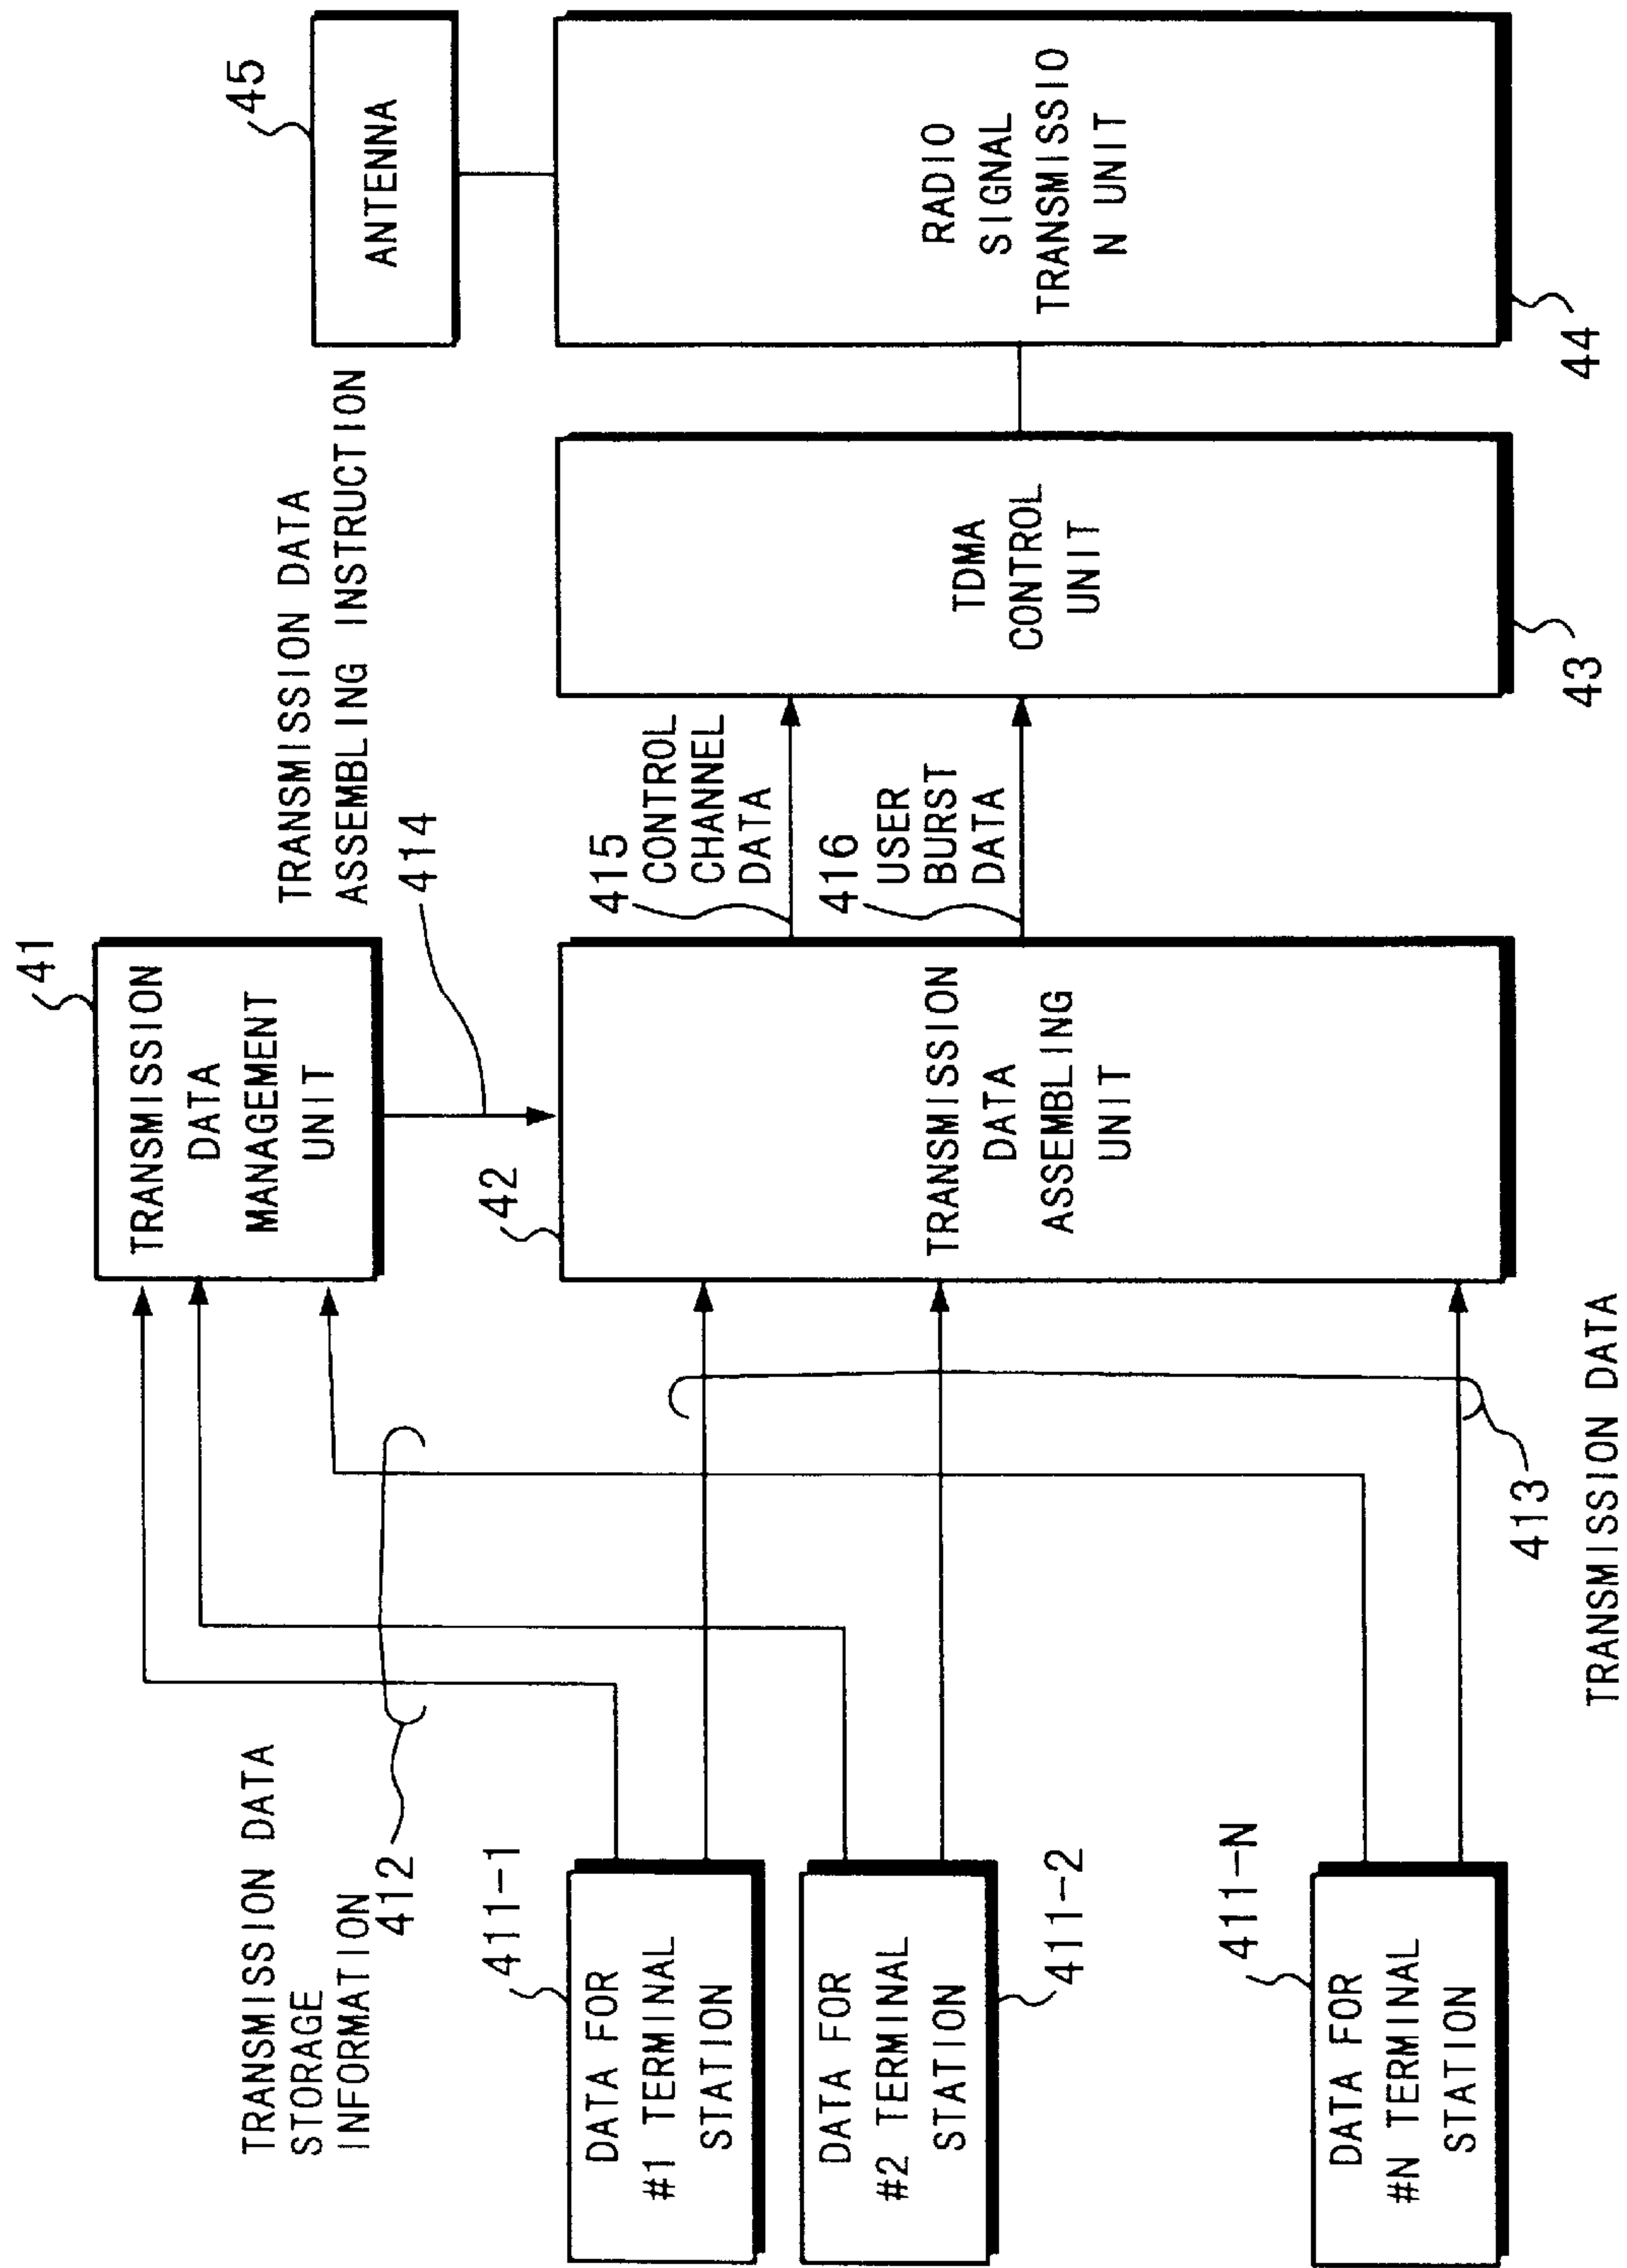 41
TRANSMISSION
DATA
MANAGEMENT
UNIT
45
ANTENNA
TRANSMISSION DATA
STORAGE
INFORMATION
412
TRANSMISSION DATA
ASSEMBLING INSTRUCTION
414
411-1
DATA FOR
#1 TERMINAL
STATION
DATA FOR
#2 TERMINAL
STATION
411-2
411-N
DATA FOR
#N TERMINAL
STATION
42
TRANSMISSION
DATA
ASSEMBLING
UNIT
415
CONTROL
CHANNEL
DATA
416
USER
BURST
DATA
TDMA
CONTROL
UNIT
43
RADIO
SIGNAL
TRANSMISSIO
N UNIT
44
413
TRANSMISSION DATA